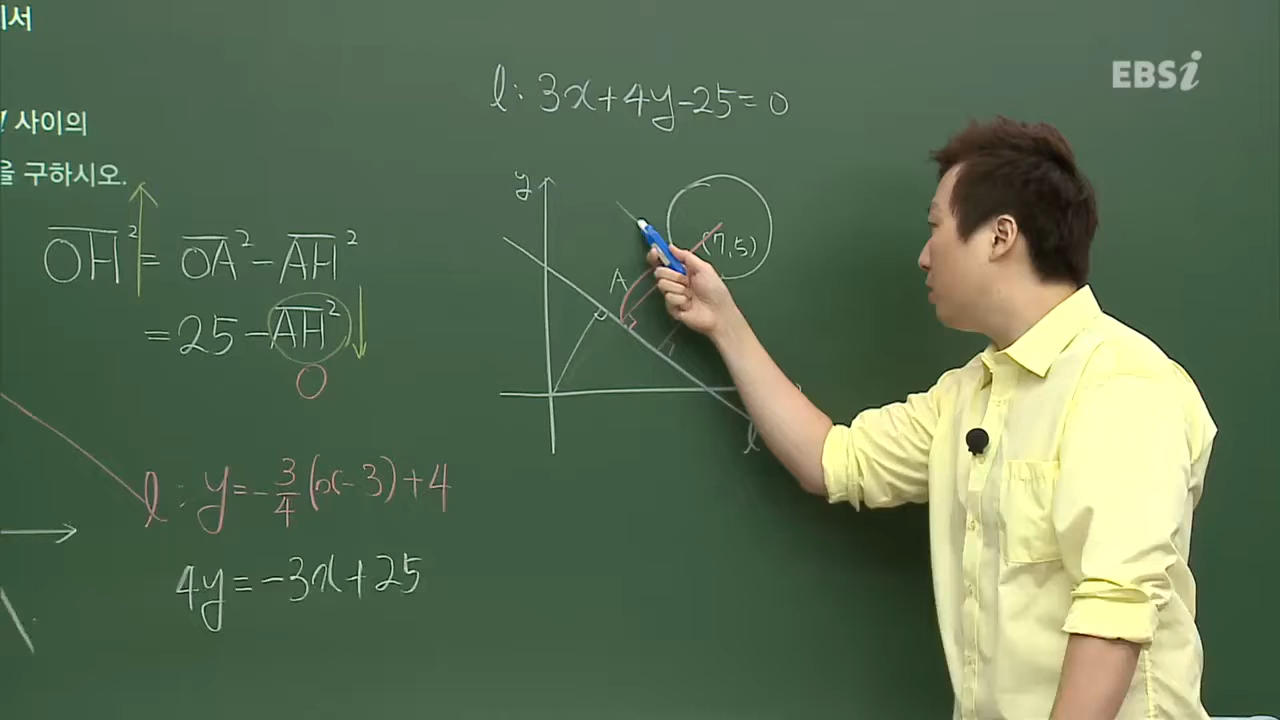 에서
l 사이의
을 구하시오.
OH² = OA² - AH²
= 25 - AH²
0
l : y = -3/4 (x-3) + 4
4y = -3x + 25
EBSi
l : 3x + 4y - 25 = 0
y
(7, 5)
A
l